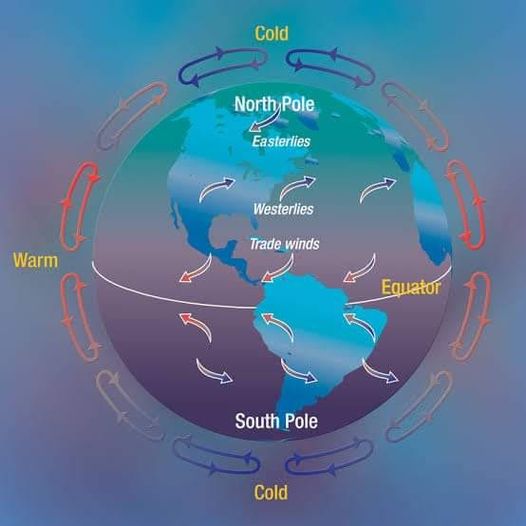 Cold
North Pole
Easterlies
Westerlies
Trade winds
Warm
Equator
South Pole
Cold